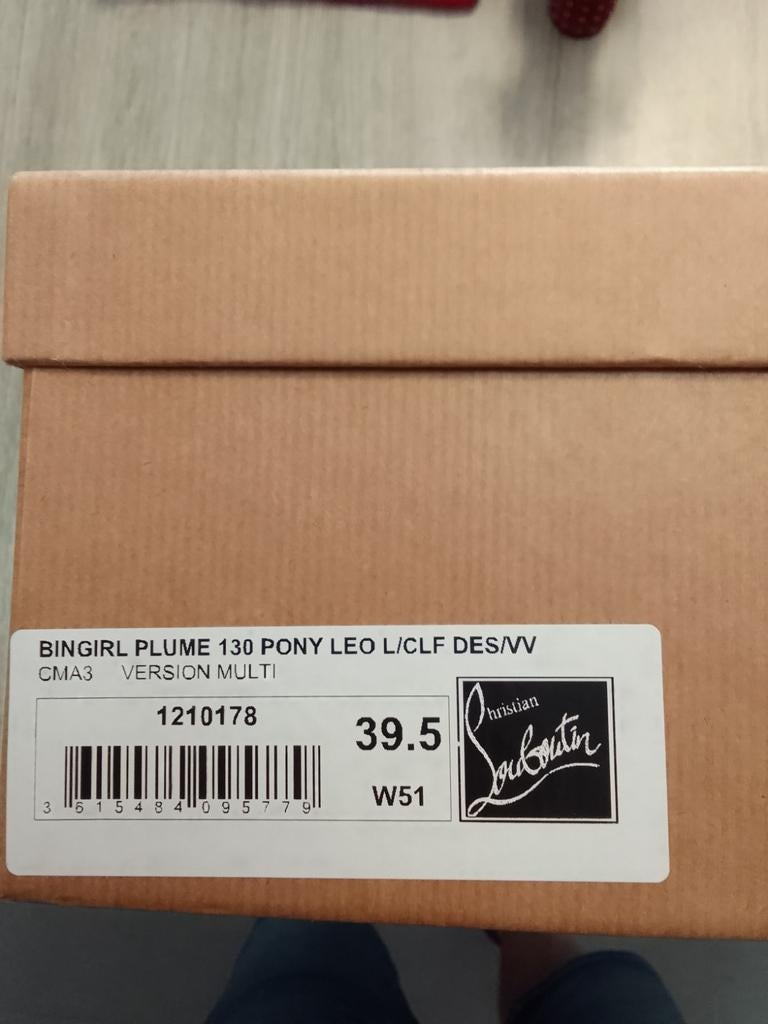 BINGIRL PLUME 130 PONY LEO L/CLF DES/VV
CMA3 VERSION MULTI
1210178
39.5
3 615484 095779
W51
Christian
Louboutin